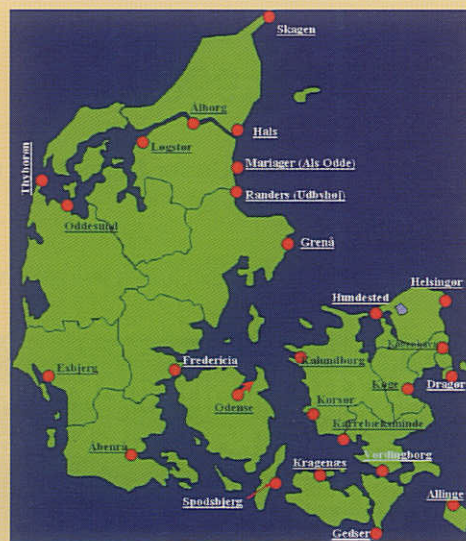 Skagen
Ålborg
Hals
Løgstør
Mariager (Als Odde)
Thyborøn
Randers (Udbyhøj)
Oddesund
Grenå
Helsingør
Hundested
København
Fredericia
Kalundborg
Esbjerg
Dragør
Køge
Odense
Korsør
Karrebæksminde
Åbenrå
Vordingborg
Kragenæs
Spodsbjerg
Allinge
Gedser